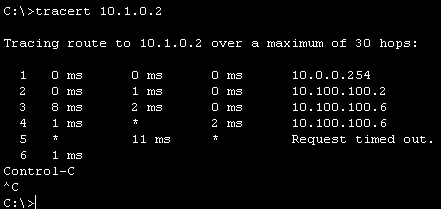 C:\>tracert 10.1.0.2
Tracing route to 10.1.0.2 over a maximum of 30 hops:
1 0 ms 0 ms 0 ms 10.0.0.254
2 0 ms 1 ms 0 ms 10.100.100.2
3 8 ms 2 ms 0 ms 10.100.100.6
4 1 ms * 2 ms 10.100.100.6
5 * 11 ms * Request timed out.
6 1 ms
Control-C
^C
C:\>